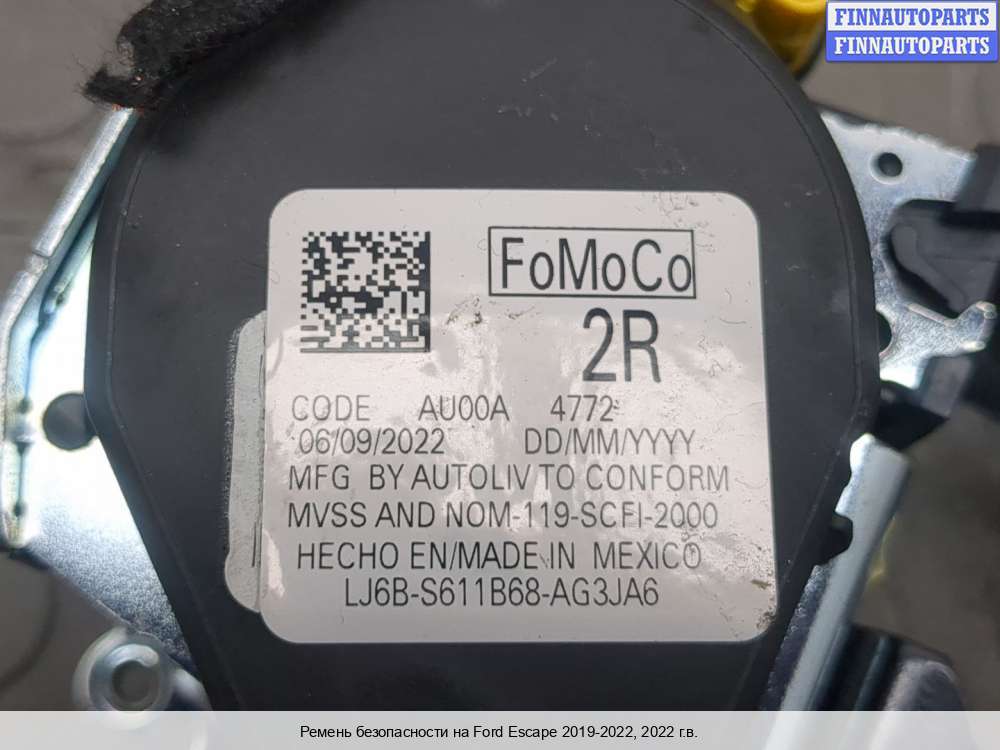 FINNAUTOPARTS
FINNAUTOPARTS
FoMoCo
2R
CODE AU00A 4772
06/09/2022 DD/MM/YYYY
MFG BY AUTOLIV TO CONFORM
MVSS AND NOM-119-SCFI-2000
HECHO EN/MADE IN MEXICO
LJ6B-S611B68-AG3JA6
Ремень безопасности на Ford Escape 2019-2022, 2022 г.в.